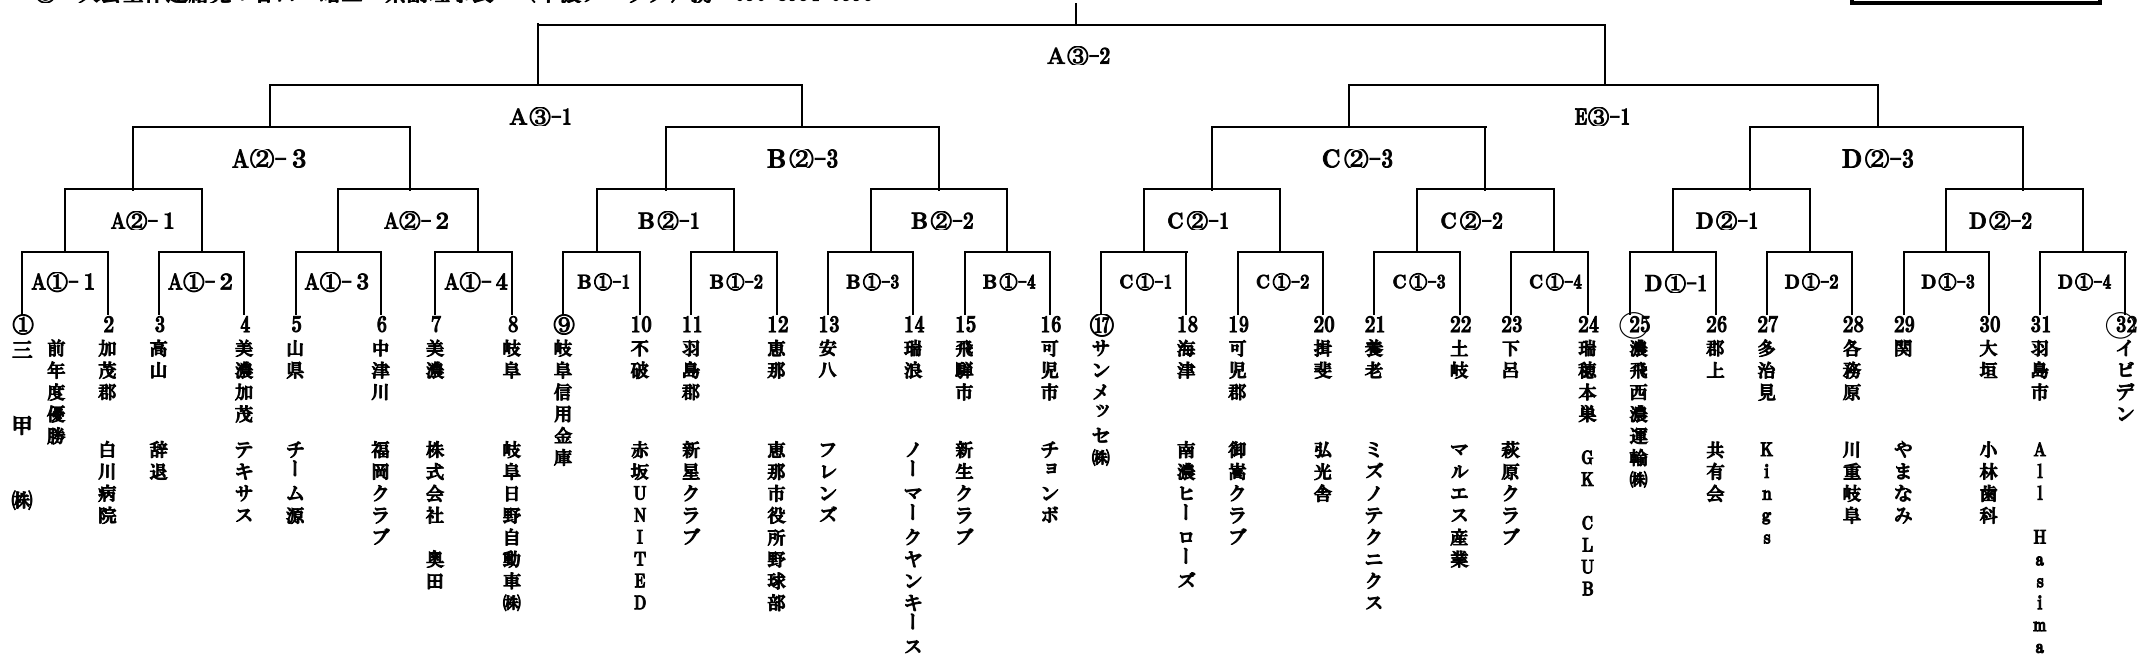 A③-2
A③-1
E③-1
A②-3
B②-3
C②-3
D②-3
A②-1
A②-2
B②-1
B②-2
C②-1
C②-2
D②-1
D②-2
A①-1
A①-2
A①-3
A①-4
B①-1
B①-2
B①-3
B①-4
C①-1
C①-2
C①-3
C①-4
D①-1
D①-2
D①-3
D①-4
① 三甲㈱
前年度優勝
2 加茂郡 白川病院
3 高山 辞退
4 美濃加茂 テキサス
5 山県 チーム源
6 中津川 福岡クラブ
7 美濃 株式会社 奥田
8 岐阜 岐阜日野自動車㈱
⑨ 岐阜信用金庫
10 不破 赤坂UNITED
11 羽島郡 新星クラブ
12 恵那 恵那市役所野球部
13 安八 フレンズ
14 瑞浪 ノーマークヤンキース
15 飛騨市 新生クラブ
16 可児市 チョンボ
⑰ サンメッセ㈱
18 海津 南濃ヒーローズ
19 可児郡 御嵩クラブ
20 揖斐 弘光舎
21 養老 ミズノテクニクス
22 土岐 マルエス産業
23 下呂 萩原クラブ
24 瑞穂本巣 GK CLUB
25 濃飛西濃運輸㈱
26 郡上 共有会
27 多治見 Kings
28 各務原 川重岐阜
29 関 やまなみ
30 大垣 小林歯科
31 羽島市 All Hasima
32 イビデン